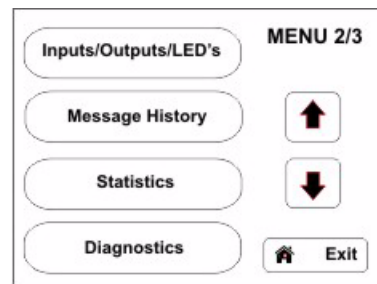 Inputs/Outputs/LED's
MENU 2/3
Message History
Statistics
Diagnostics
Exit